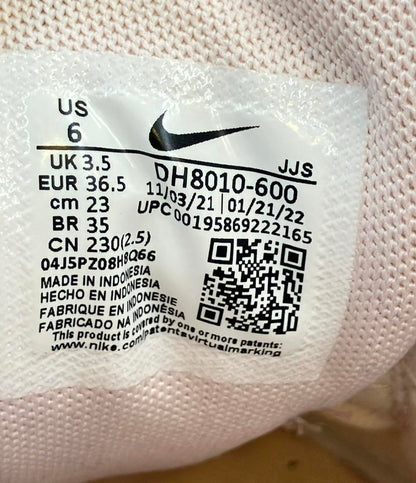 US
6
UK 3.5
EUR 36.5
cm 23
BR 35
CN 230(2.5)
JJS
DH8010-600
11/03/21 | 01/21/22
UPC 00195869222165
04J5PZ08H8Q66
MADE IN INDONESIA
HECHO EN INDONESIA
FABRIQUE EN INDONESIE
FABRICADO NA INDONÉSIA
This product is covered by one or more patents:
www.nike.com/patentsvirtualmarking